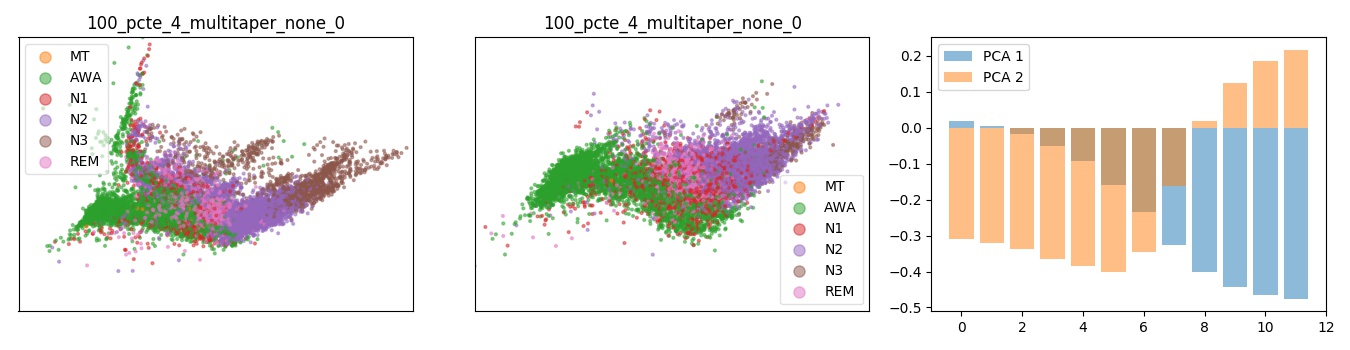 100_pcte_4_multitaper_none_0
MT
AWA
N1
N2
N3
REM
100_pcte_4_multitaper_none_0
MT
AWA
N1
N2
N3
REM
PCA 1
PCA 2
0.2
0.1
0.0
−0.1
−0.2
−0.3
−0.4
−0.5
0 2 4 6 8 10 12